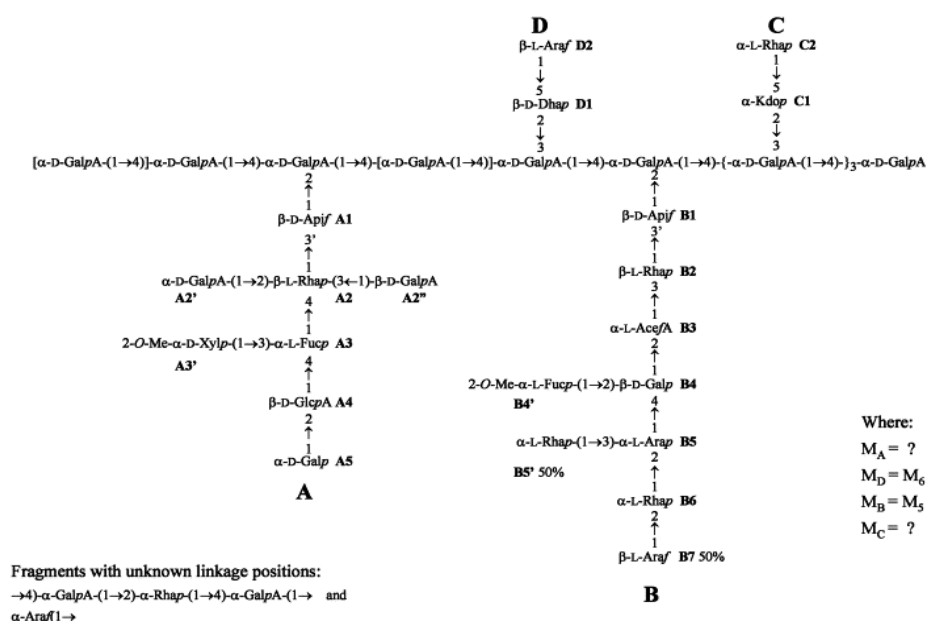 D
C
β-L-Araf D2
α-L-Rhap C2
1
↓
5
1
↓
5
β-D-Dhap D1
α-Kdop C1
2
↓
3
2
↓
3
[α-D-GalpA-(1→4)]-α-D-GalpA-(1→4)-α-D-GalpA-(1→4)-[α-D-GalpA-(1→4)]-α-D-GalpA-(1→4)-α-D-GalpA-(1→4)-{-α-D-GalpA-(1→4)-}3-α-D-GalpA
2
↑
1
β-D-Apif A1
3'
↑
1
α-D-GalpA-(1→2)-β-L-Rhap-(3←1)-β-D-GalpA
A2' A2 A2"
4
↑
1
2-O-Me-α-D-Xylp-(1→3)-α-L-Fucp A3
A3'
4
↑
1
β-D-GlcpA A4
2
↑
1
α-D-Galp A5
A
2
↑
1
β-D-Apif B1
3'
↑
1
β-L-Rhap B2
3
↑
1
α-L-AcefA B3
2
↑
1
2-O-Me-α-L-Fucp-(1→2)-β-D-Galp B4
B4'
4
↑
1
α-L-Rhap-(1→3)-α-L-Arap B5
B5' 50%
2
↑
1
α-L-Rhap B6
2
↑
1
β-L-Araf B7 50%
B
Where:
MA = ?
MD = M6
MB = M5
MC = ?
Fragments with unknown linkage positions:
→4)-α-GalpA-(1→2)-α-Rhap-(1→4)-α-GalpA-(1→ and
α-Araf(1→